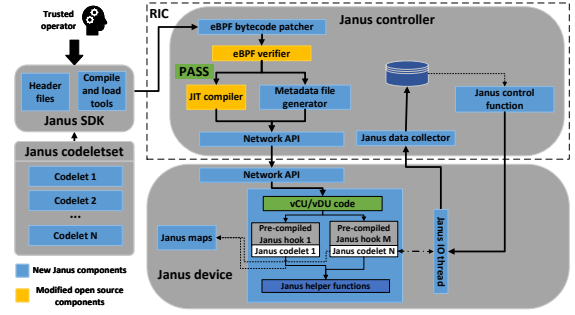 Trusted
operator
RIC
Janus controller
eBPF bytecode patcher
eBPF verifier
PASS
JIT compiler
Metadata file
generator
Network API
Janus data collector
Janus control
function
Header
files
Compile
and load
tools
Janus SDK
Janus codeletset
Codelet 1
Codelet 2
...
Codelet N
Network API
vCU/vDU code
Pre-compiled
Janus hook 1
Janus codelet 1
Pre-compiled
Janus hook M
Janus codelet N
Janus maps
Janus helper functions
Janus IO thread
Janus device
New Janus components
Modified open source
components